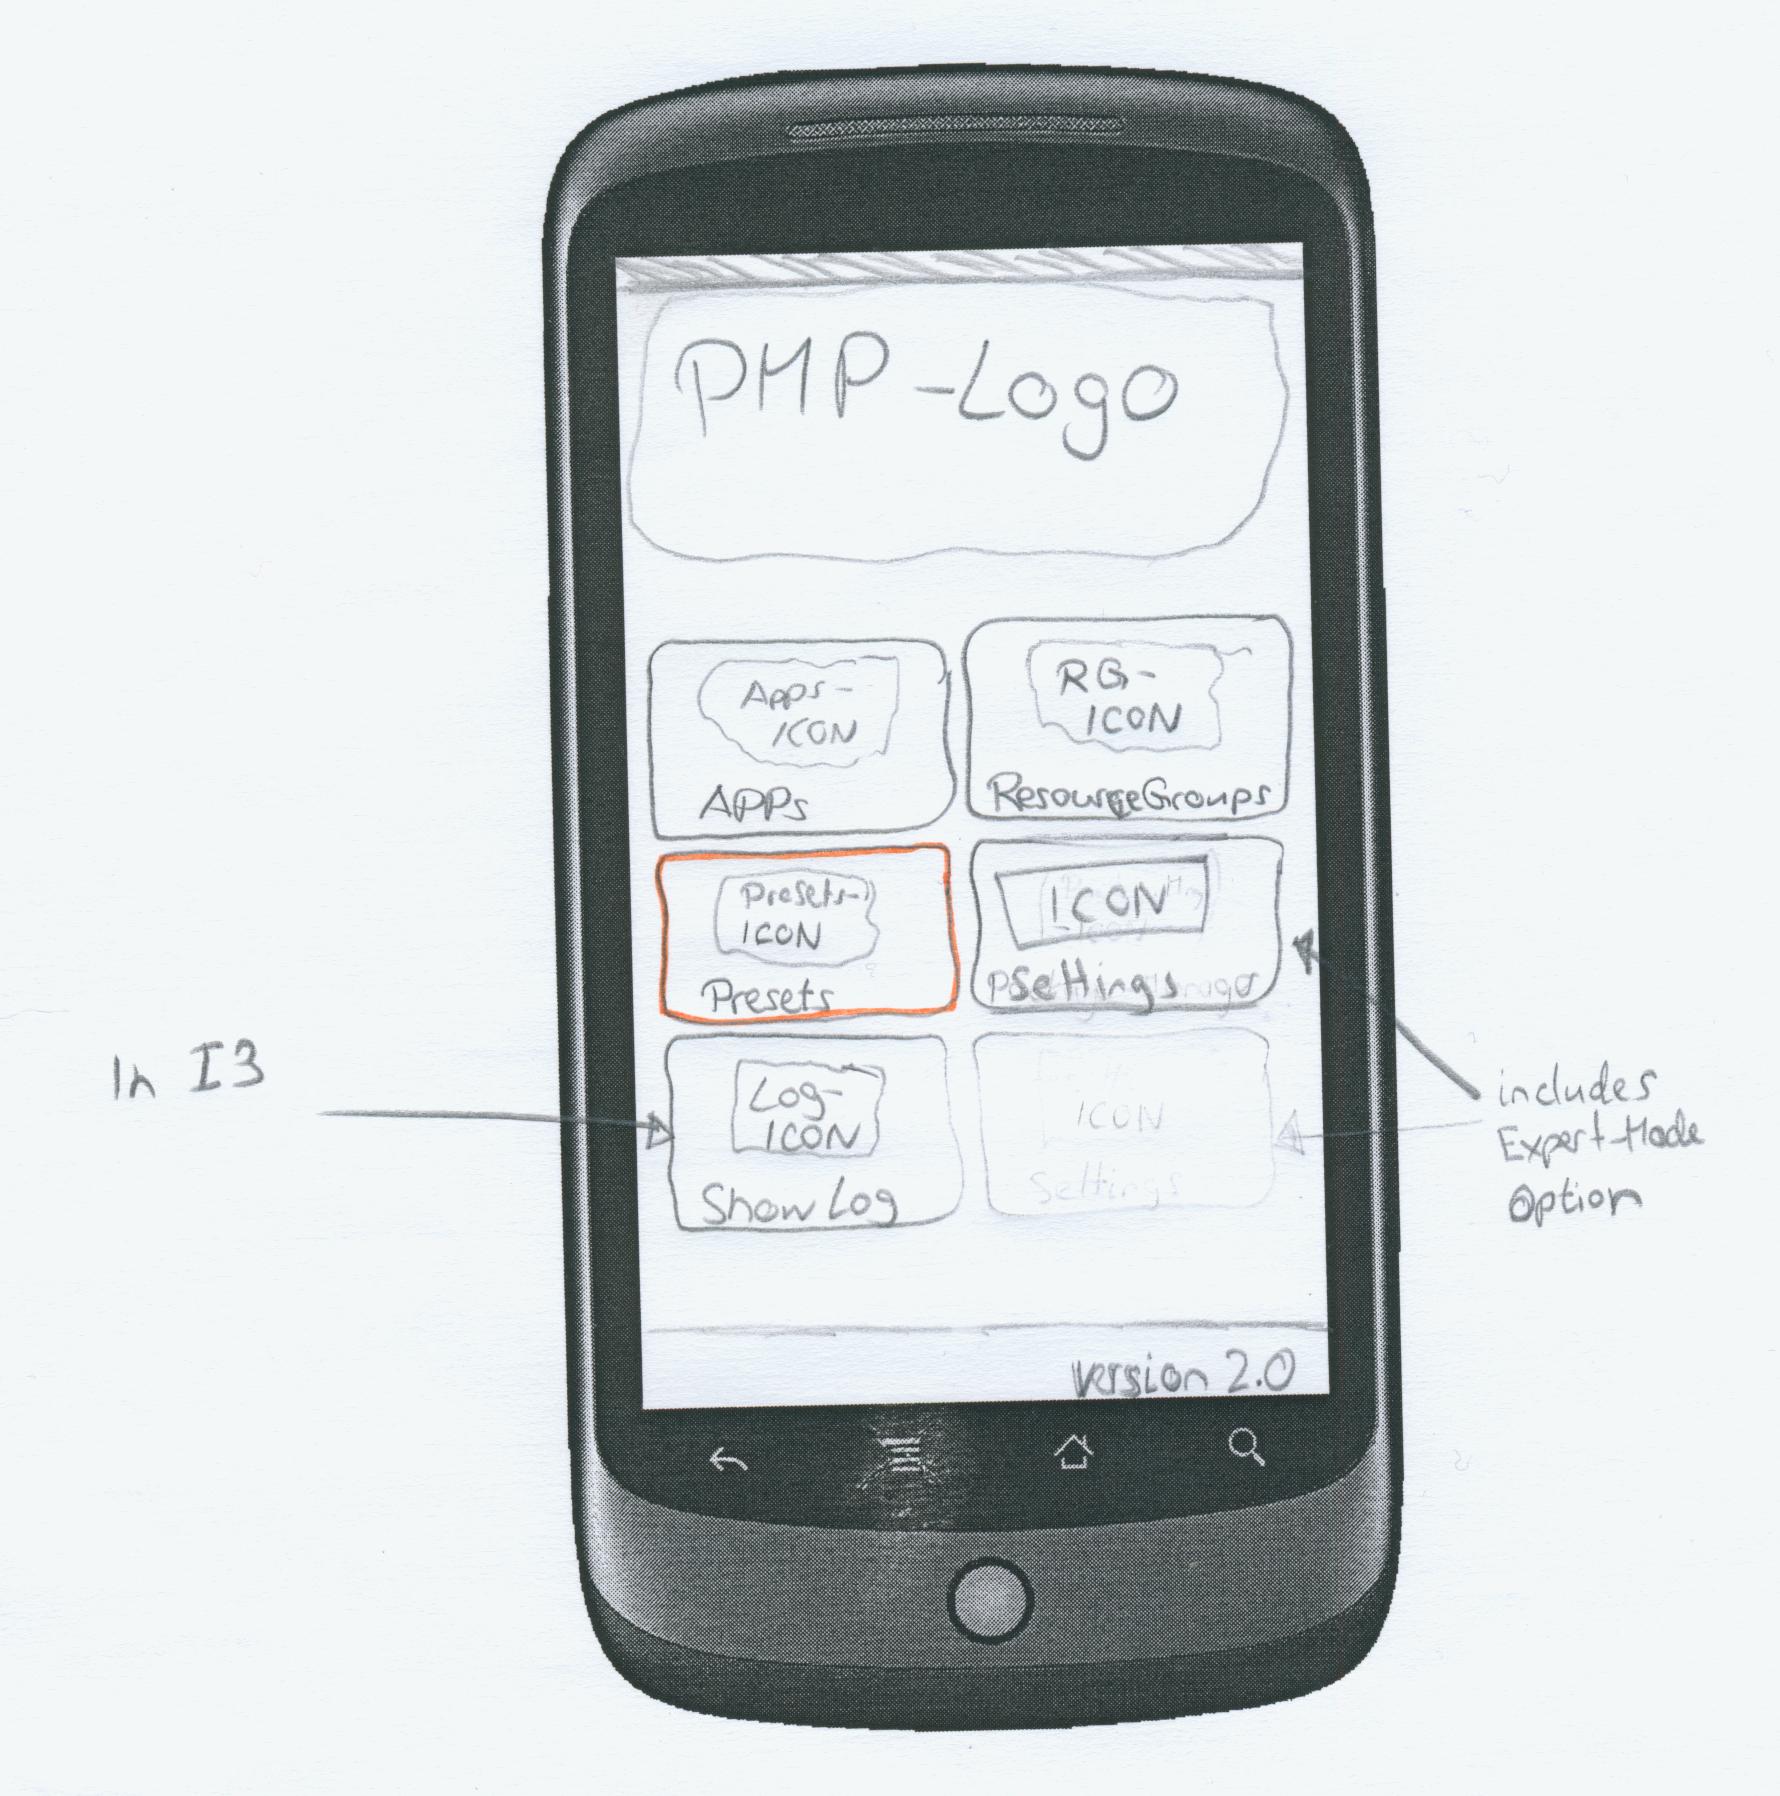 PMP-Logo
Apps-
ICON
APPs
RG-
ICON
ResourceGroups
Presets-
ICON
Presets
ICON
Settings
Log-
ICON
Show Log
ICON
Settings
In I3
includes
Expert-Mode
Option
version 2.0